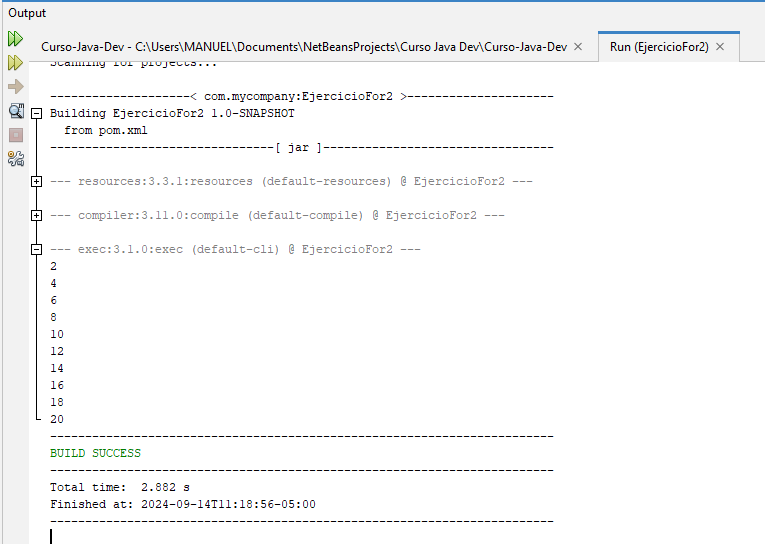 Output
Curso-Java-Dev - C:\Users\MANUEL\Documents\NetBeansProjects\Curso Java Dev\Curso-Java-Dev × Run (EjercicioFor2) ×
Scanning for projects...
--------------------< com.mycompany:EjercicioFor2 >---------------------
Building EjercicioFor2 1.0-SNAPSHOT
  from pom.xml
--------------------------------[ jar ]---------------------------------
--- resources:3.3.1:resources (default-resources) @ EjercicioFor2 ---
--- compiler:3.11.0:compile (default-compile) @ EjercicioFor2 ---
--- exec:3.1.0:exec (default-cli) @ EjercicioFor2 ---
2
4
6
8
10
12
14
16
18
20
------------------------------------------------------------------------
BUILD SUCCESS
------------------------------------------------------------------------
Total time:  2.882 s
Finished at: 2024-09-14T11:18:56-05:00
------------------------------------------------------------------------